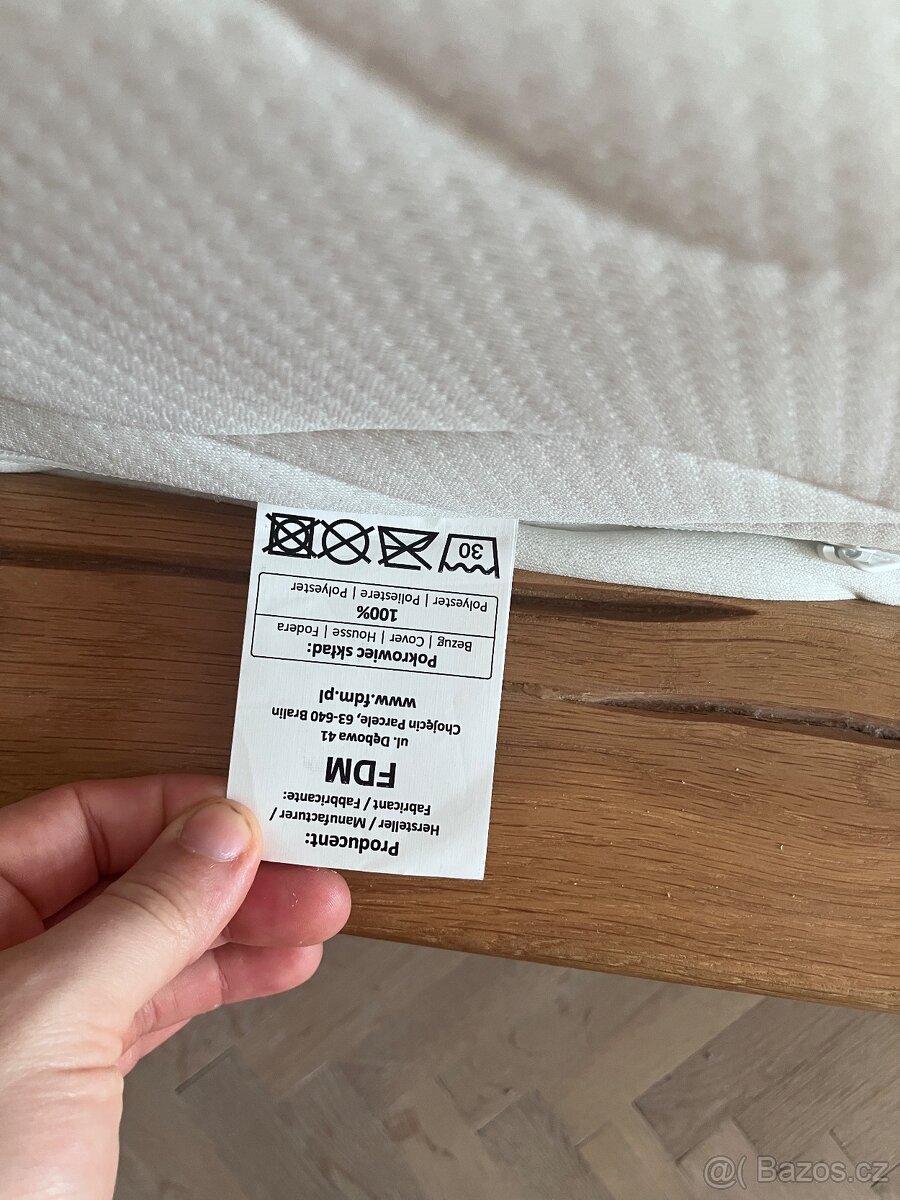 Producent:
Hersteller / Manufacturer /
Fabricant / Fabbricante:
FDM
ul. Dębowa 41
Chojęcin Parcele, 63-640 Bralin
www.fdm.pl
Pokrowiec skład:
Bezug | Cover | Housse | Fodera
100%
Polyester | Poliestere | Polyester
30
@( Bazos.cz